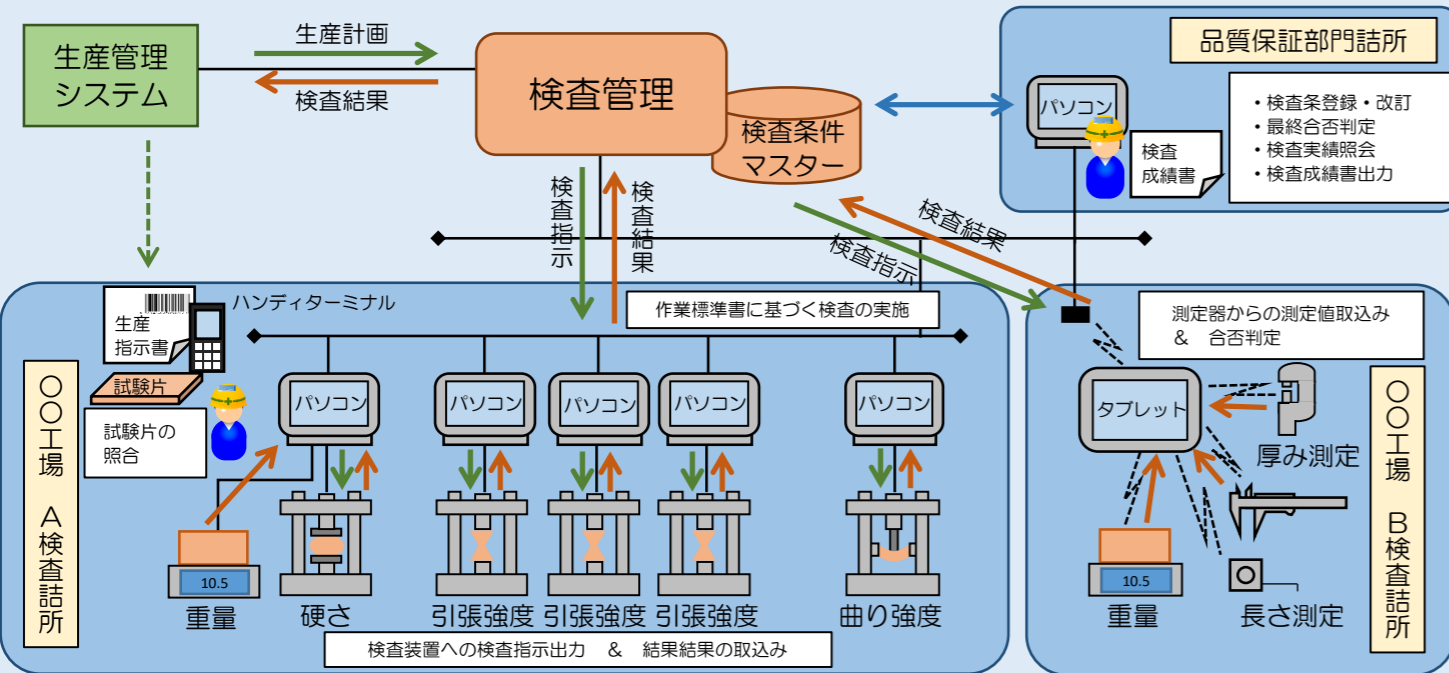 生産管理
システム
生産計画
検査結果
検査管理
検査条件
マスター
品質保証部門詰所
パソコン
検査
成績書
・検査条登録・改訂
・最終合否判定
・検査実績照会
・検査成績書出力
検査指示
検査結果
検査結果
検査指示
生産
指示書
ハンディターミナル
試験片
試験片の
照合
作業標準書に基づく検査の実施
〇〇工場 A検査詰所
パソコン
パソコン
パソコン
パソコン
パソコン
10.5
重量
硬さ
引張強度
引張強度
引張強度
曲り強度
検査装置への検査指示出力 & 結果結果の取込み
測定器からの測定値取込み
& 合否判定
タブレット
厚み測定
10.5
重量
長さ測定
〇〇工場 B検査詰所